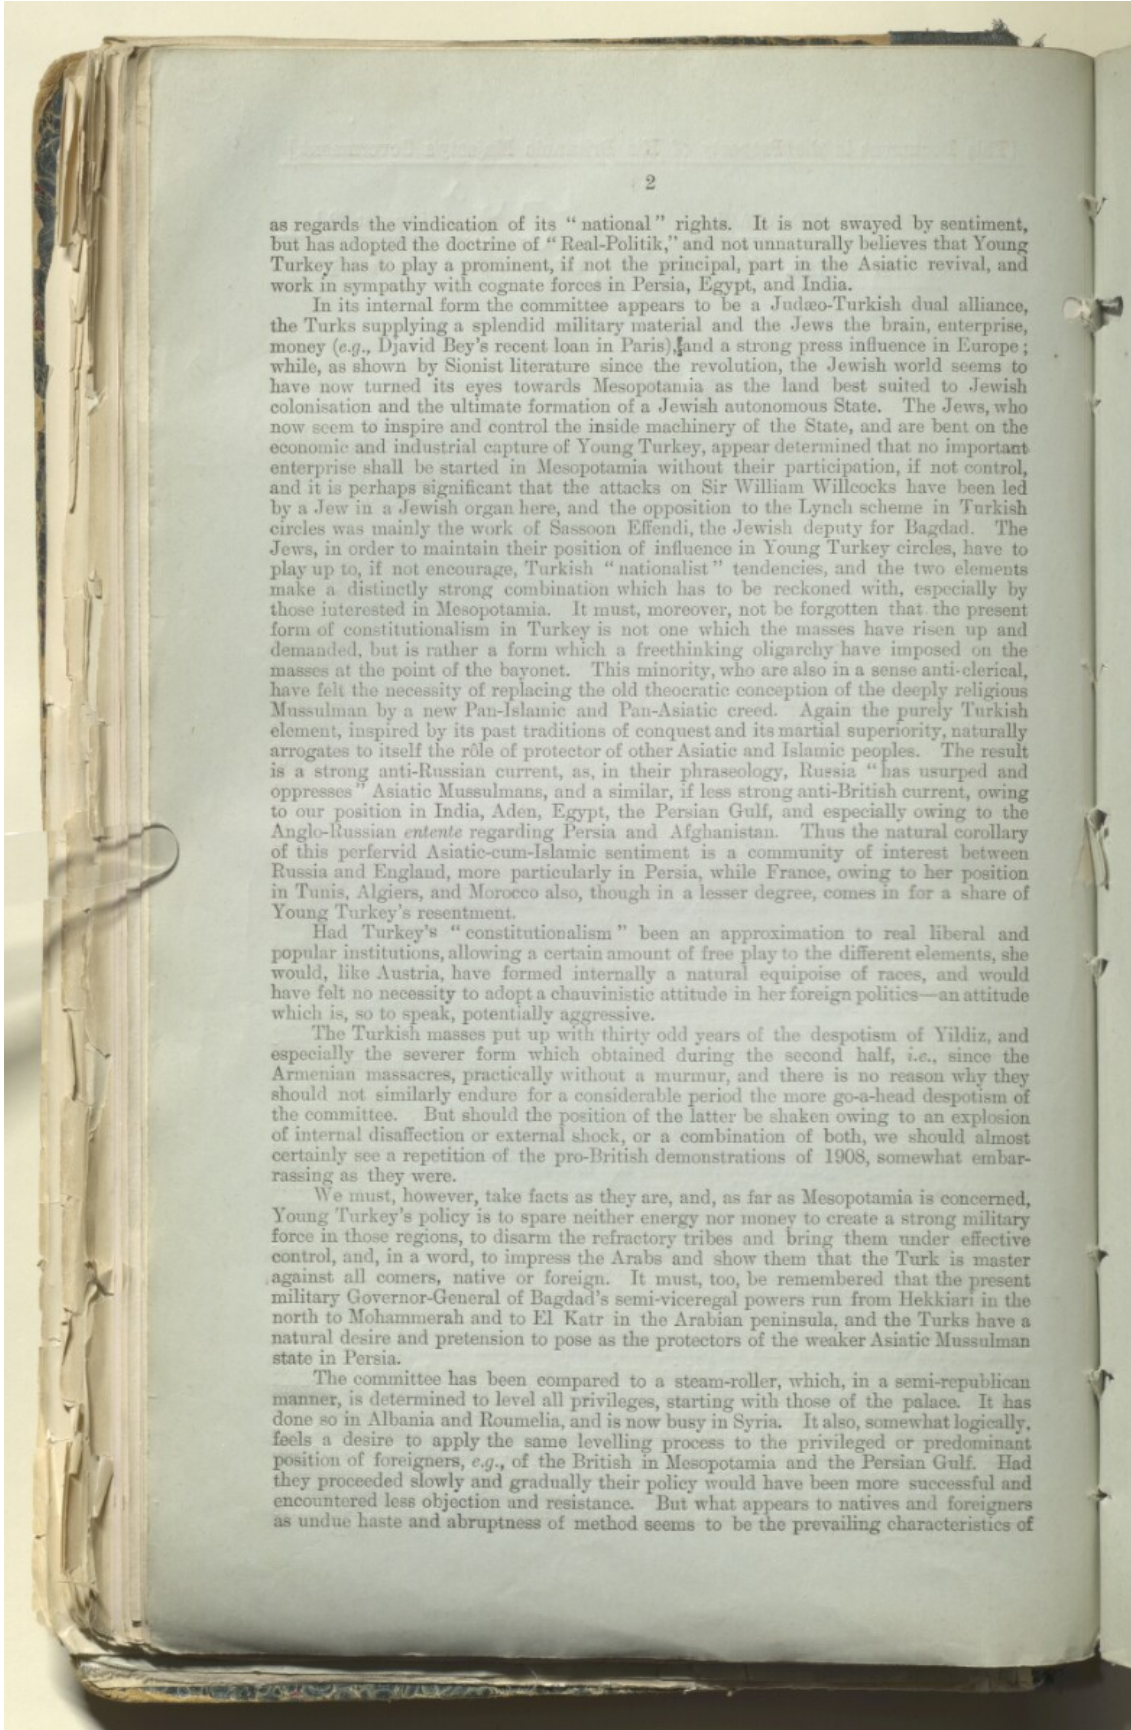 2
as regards the vindication of its “ national ” rights. It is not swayed by sentiment,
but has adopted the doctrine of “ Real-Politik,” and not unnaturally believes that Young
Turkey has to play a prominent, if not the principal, part in the Asiatic revival, and
work in sympathy with cognate forces in Persia, Egypt, and India.
In its internal form the committee appears to be a Judæo-Turkish dual alliance,
the Turks supplying a splendid military material and the Jews the brain, enterprise,
money (e.g., Djavid Bey's recent loan in Paris), and a strong press influence in Europe ;
while, as shown by Sionist literature since the revolution, the Jewish world seems to
have now turned its eyes towards Mesopotamia as the land best suited to Jewish
colonisation and the ultimate formation of a Jewish autonomous State. The Jews, who
now seem to inspire and control the inside machinery of the State, and are bent on the
economic and industrial capture of Young Turkey, appear determined that no important
enterprise shall be started in Mesopotamia without their participation, if not control,
and it is perhaps significant that the attacks on Sir William Willcocks have been led
by a Jew in a Jewish organ here, and the opposition to the Lynch scheme in Turkish
circles was mainly the work of Sassoon Effendi, the Jewish deputy for Bagdad. The
Jews, in order to maintain their position of influence in Young Turkey circles, have to
play up to, if not encourage, Turkish “ nationalist ” tendencies, and the two elements
make a distinctly strong combination which has to be reckoned with, especially by
those interested in Mesopotamia. It must, moreover, not be forgotten that the present
form of constitutionalism in Turkey is not one which the masses have risen up and
demanded, but is rather a form which a freethinking oligarchy have imposed on the
masses at the point of the bayonet. This minority, who are also in a sense anti-clerical,
have felt the necessity of replacing the old theocratic conception of the deeply religious
Mussulman by a new Pan-Islamic and Pan-Asiatic creed. Again the purely Turkish
element, inspired by its past traditions of conquest and its martial superiority, naturally
arrogates to itself the rôle of protector of other Asiatic and Islamic peoples. The result
is a strong anti-Russian current, as, in their phraseology, Russia “ has usurped and
oppresses ” Asiatic Mussulmans, and a similar, if less strong anti-British current, owing
to our position in India, Aden, Egypt, the Persian Gulf, and especially owing to the
Anglo-Russian entente regarding Persia and Afghanistan. Thus the natural corollary
of this perfervid Asiatic-cum-Islamic sentiment is a community of interest between
Russia and England, more particularly in Persia, while France, owing to her position
in Tunis, Algiers, and Morocco also, though in a lesser degree, comes in for a share of
Young Turkey's resentment.
Had Turkey's “ constitutionalism ” been an approximation to real liberal and
popular institutions, allowing a certain amount of free play to the different elements, she
would, like Austria, have formed internally a natural equipoise of races, and would
have felt no necessity to adopt a chauvinistic attitude in her foreign politics—an attitude
which is, so to speak, potentially aggressive.
The Turkish masses put up with thirty odd years of the despotism of Yildiz, and
especially the severer form which obtained during the second half, i.e., since the
Armenian massacres, practically without a murmur, and there is no reason why they
should not similarly endure for a considerable period the more go-a-head despotism of
the committee. But should the position of the latter be shaken owing to an explosion
of internal disaffection or external shock, or a combination of both, we should almost
certainly see a repetition of the pro-British demonstrations of 1908, somewhat embar-
rassing as they were.
We must, however, take facts as they are, and, as far as Mesopotamia is concerned,
Young Turkey's policy is to spare neither energy nor money to create a strong military
force in those regions, to disarm the refractory tribes and bring them under effective
control, and, in a word, to impress the Arabs and show them that the Turk is master
against all comers, native or foreign. It must, too, be remembered that the present
military Governor-General of Bagdad's semi-viceregal powers run from Hekkiari in the
north to Mohammerah and to El Katr in the Arabian peninsula, and the Turks have a
natural desire and pretension to pose as the protectors of the weaker Asiatic Mussulman
state in Persia.
The committee has been compared to a steam-roller, which, in a semi-republican
manner, is determined to level all privileges, starting with those of the palace. It has
done so in Albania and Roumelia, and is now busy in Syria. It also, somewhat logically,
feels a desire to apply the same levelling process to the privileged or predominant
position of foreigners, e.g., of the British in Mesopotamia and the Persian Gulf. Had
they proceeded slowly and gradually their policy would have been more successful and
encountered less objection and resistance. But what appears to natives and foreigners
as undue haste and abruptness of method seems to be the prevailing characteristics of